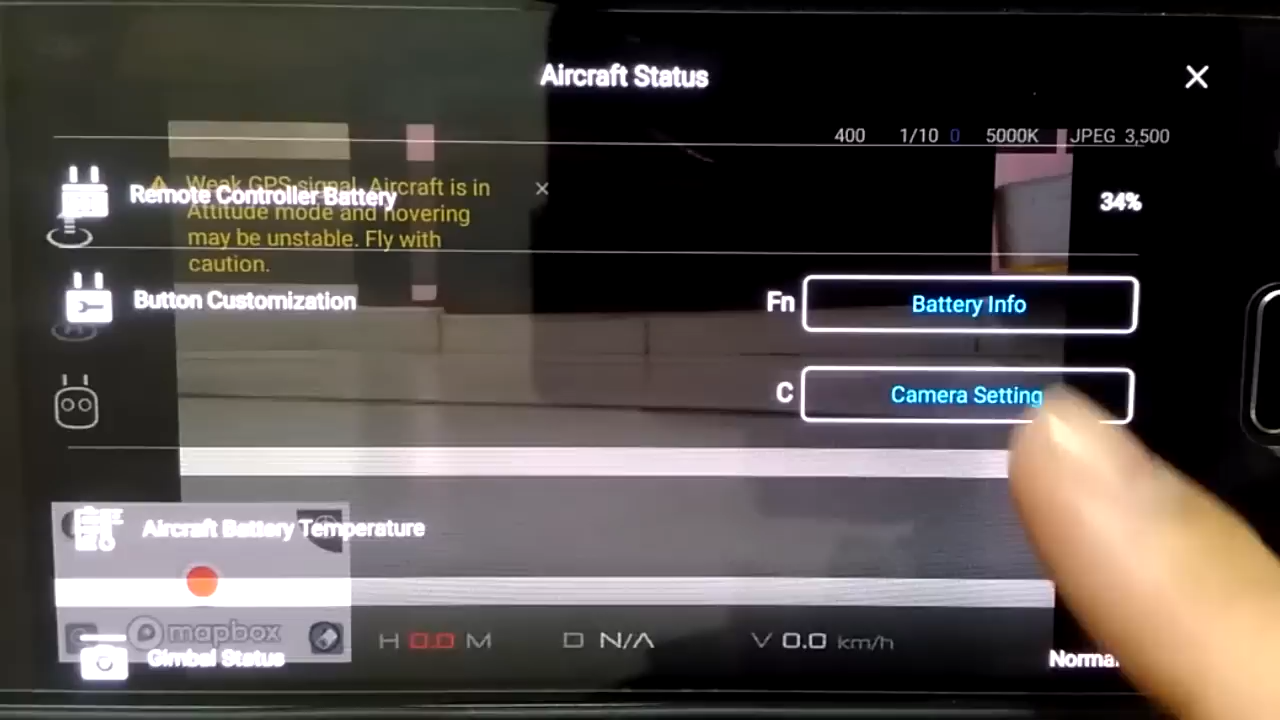 Aircraft Status
400 1/10 0 5000K JPEG 3,500
Weak GPS signal. Aircraft is in
Attitude mode and hovering
may be unstable. Fly with
caution.
Remote Controller Battery
34%
Button Customization
Fn
Battery Info
C
Camera Setting
Aircraft Battery Temperature
mapbox
H 0.0 M
D N/A
V 0.0 km/h
Gimbal Status
Normal